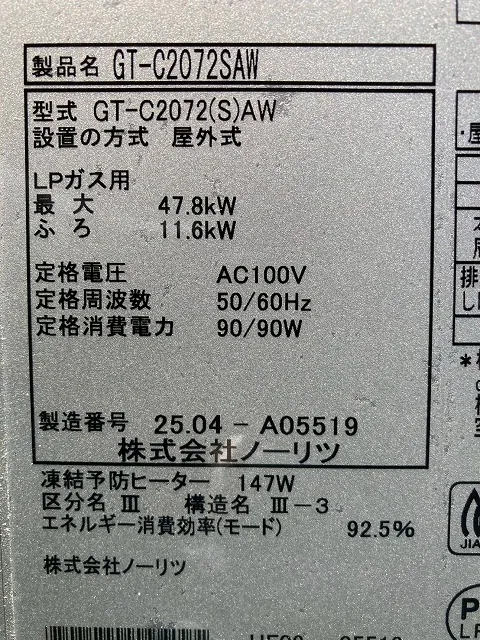 製品名 GT-C2072SAW
型式 GT-C2072(S)AW
設置の方式 屋外式
LPガス用
最 大 47.8kW
ふ ろ 11.6kW
定格電圧 AC100V
定格周波数 50/60Hz
定格消費電力 90/90W
製造番号 25.04 - A05519
株式会社ノーリツ
凍結予防ヒーター 147W
区分名 Ⅲ 構造名 Ⅲ-3
エネルギー消費効率(モード) 92.5%
株式会社ノーリツ
排
JIA